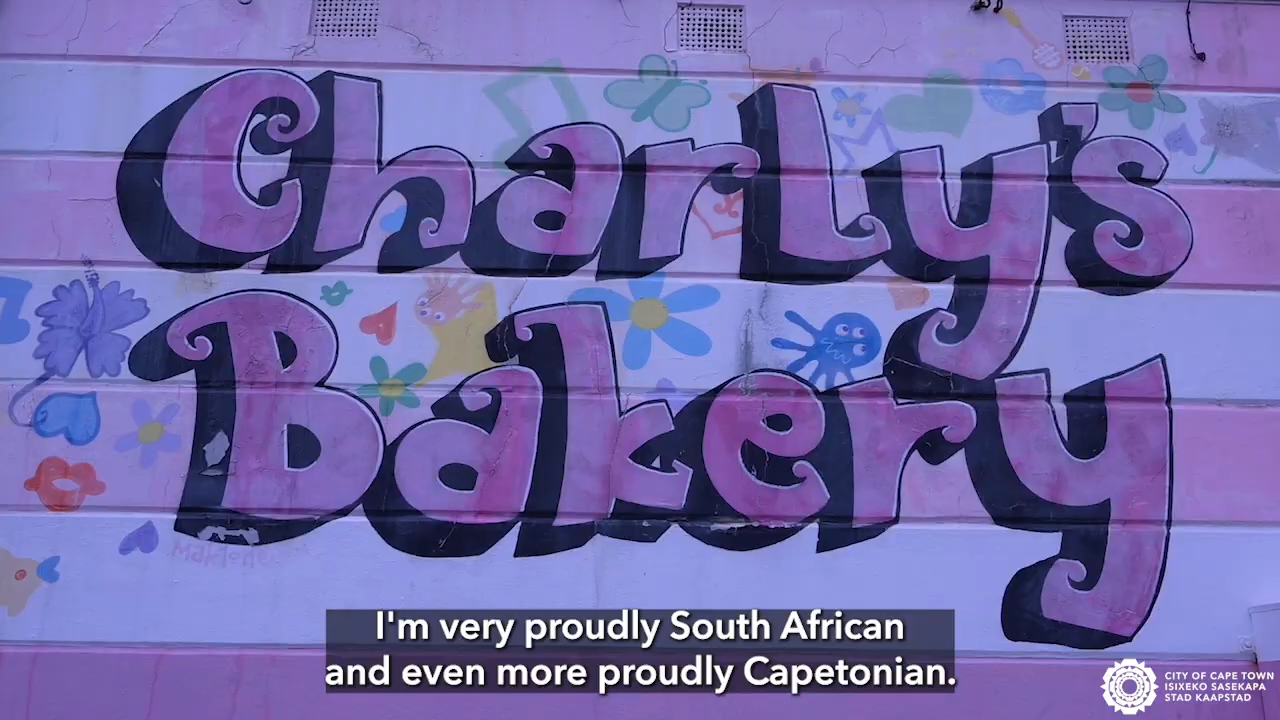 Charly's
Bakery
I'm very proudly South African
and even more proudly Capetonian.
CITY OF CAPE TOWN
ISIXEKO SASEKAPA
STAD KAAPSTAD